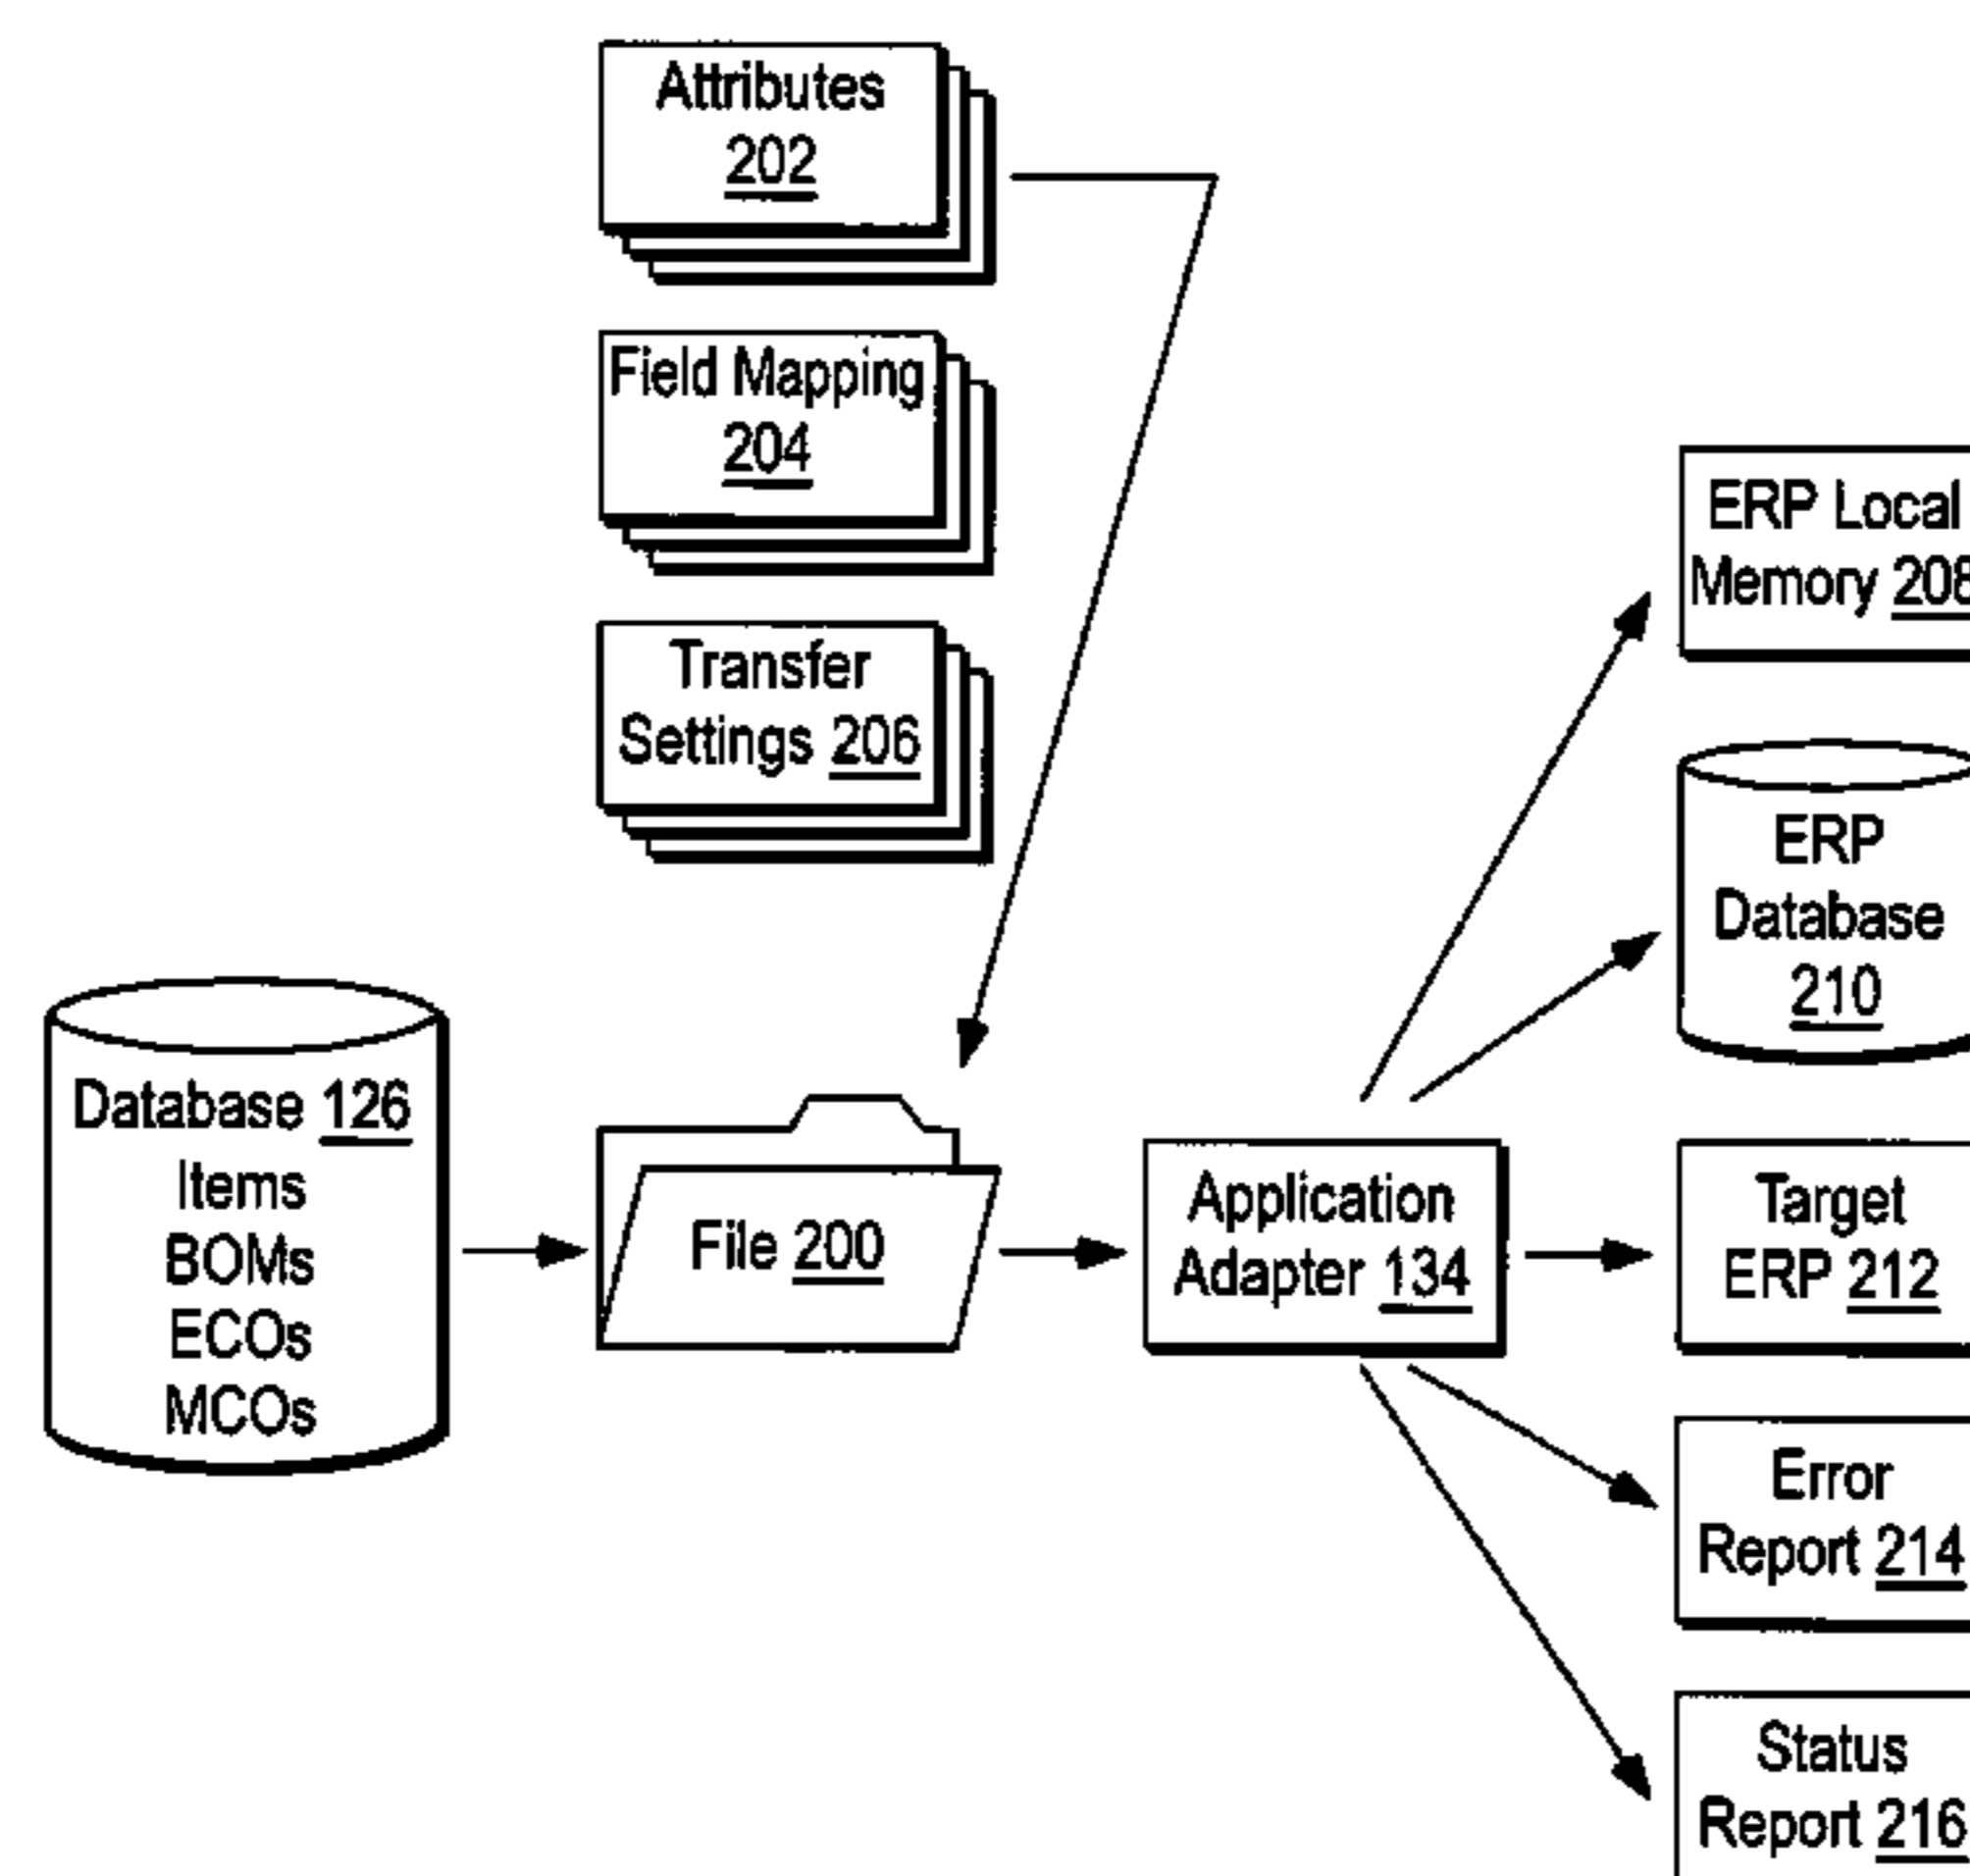 Attributes
202
Field Mapping
204
Transfer
Settings 206
Database 126
Items
BOMs
ECOs
MCOs
File 200
Application
Adapter 134
ERP Local
Memory 208
ERP
Database
210
Target
ERP 212
Error
Report 214
Status
Report 216